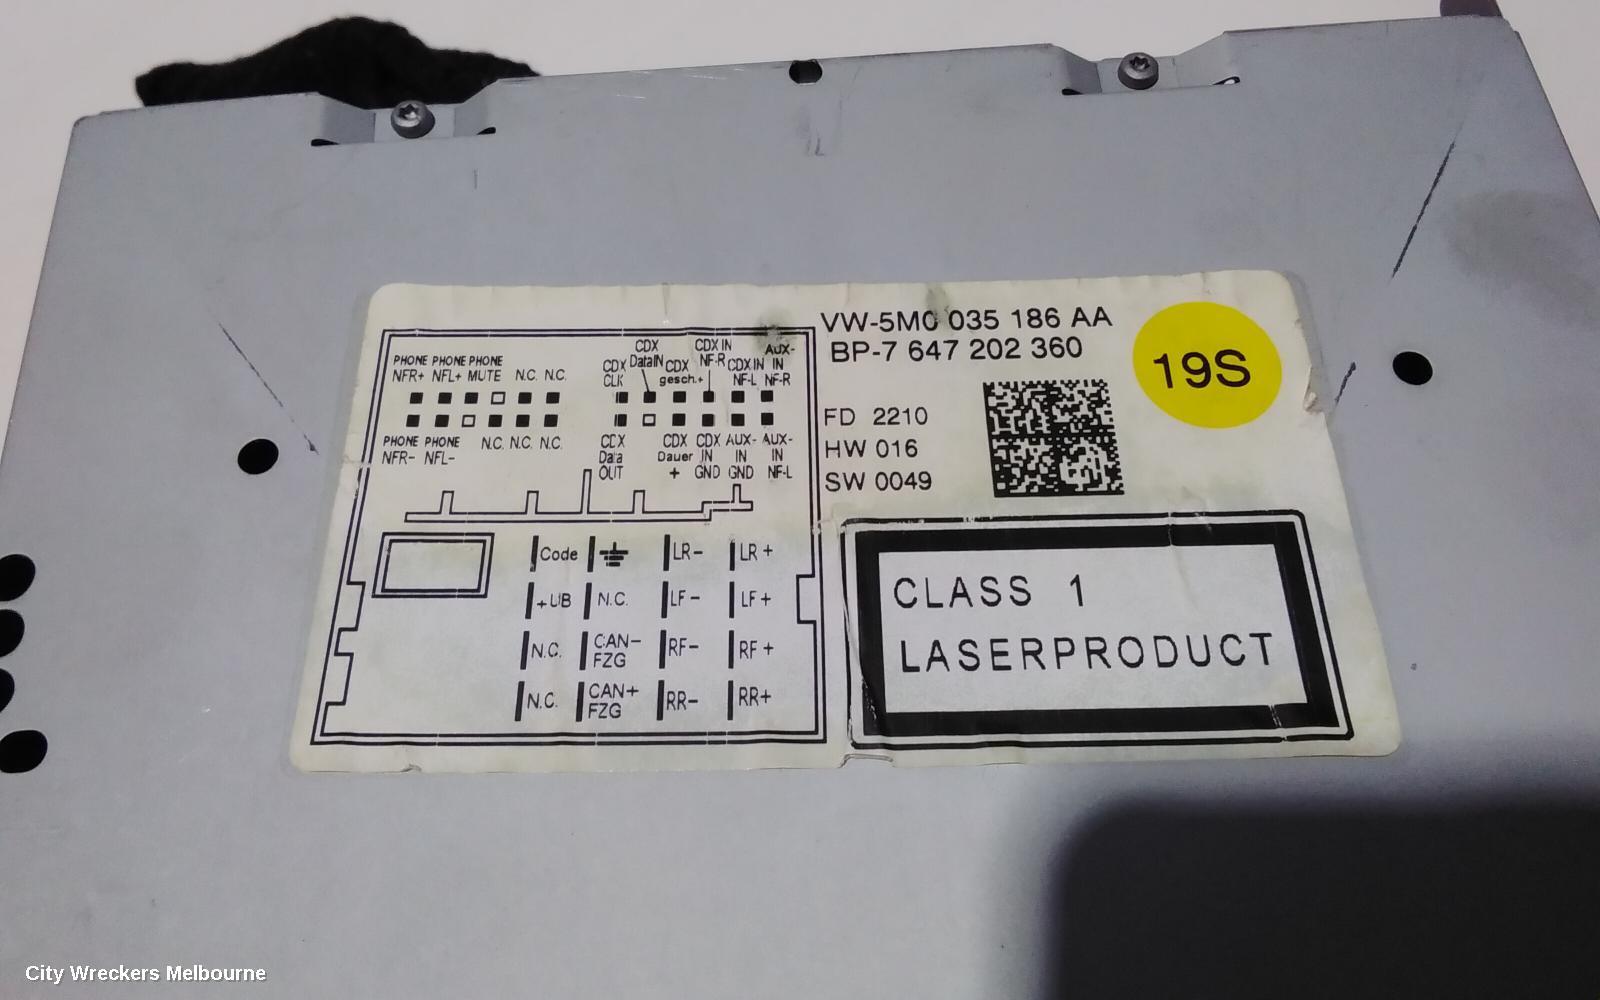 VW-5M0 035 186 AA
BP-7 647 202 360
19S
FD 2210
HW 016
SW 0049
CLASS 1
LASERPRODUCT
PHONE PHONE PHONE
NFR+ NFL+ MUTE N.C. N.C.
CDX CLK
CDX DataIN
CDX gesch.+
CDX IN NF-R
CDX IN NF-L
AUX-IN NF-R
PHONE PHONE
NFR- NFL- N.C. N.C. N.C.
CDX Data OUT
CDX Dauer +
CDX IN GND
AUX-IN GND
AUX-IN NF-L
Code LR- LR+
+UB N.C. LF- LF+
N.C. CAN- FZG RF- RF+
N.C. CAN+ FZG RR- RR+
City Wreckers Melbourne